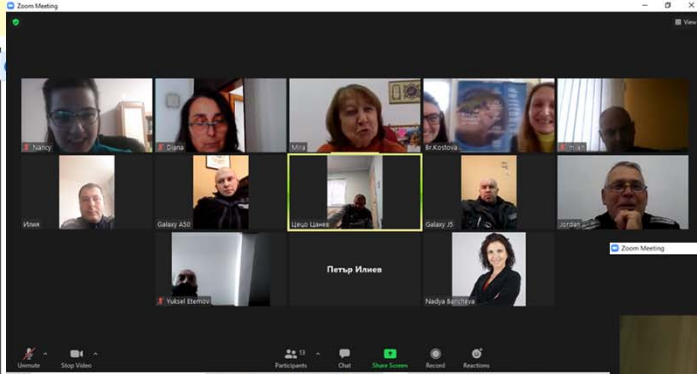 Zoom Meeting
View
Nancy
Diana
Mira
Br.Kostova
milan
Илия
Galaxy A50
Цецо Цанев
Galaxy J5
Jordan
Zoom Meeting
Yuksel Etemov
Петър Илиев
Nadya Bancheva
Unmute
Stop Video
Participants
13
Chat
Share Screen
Record
Reactions